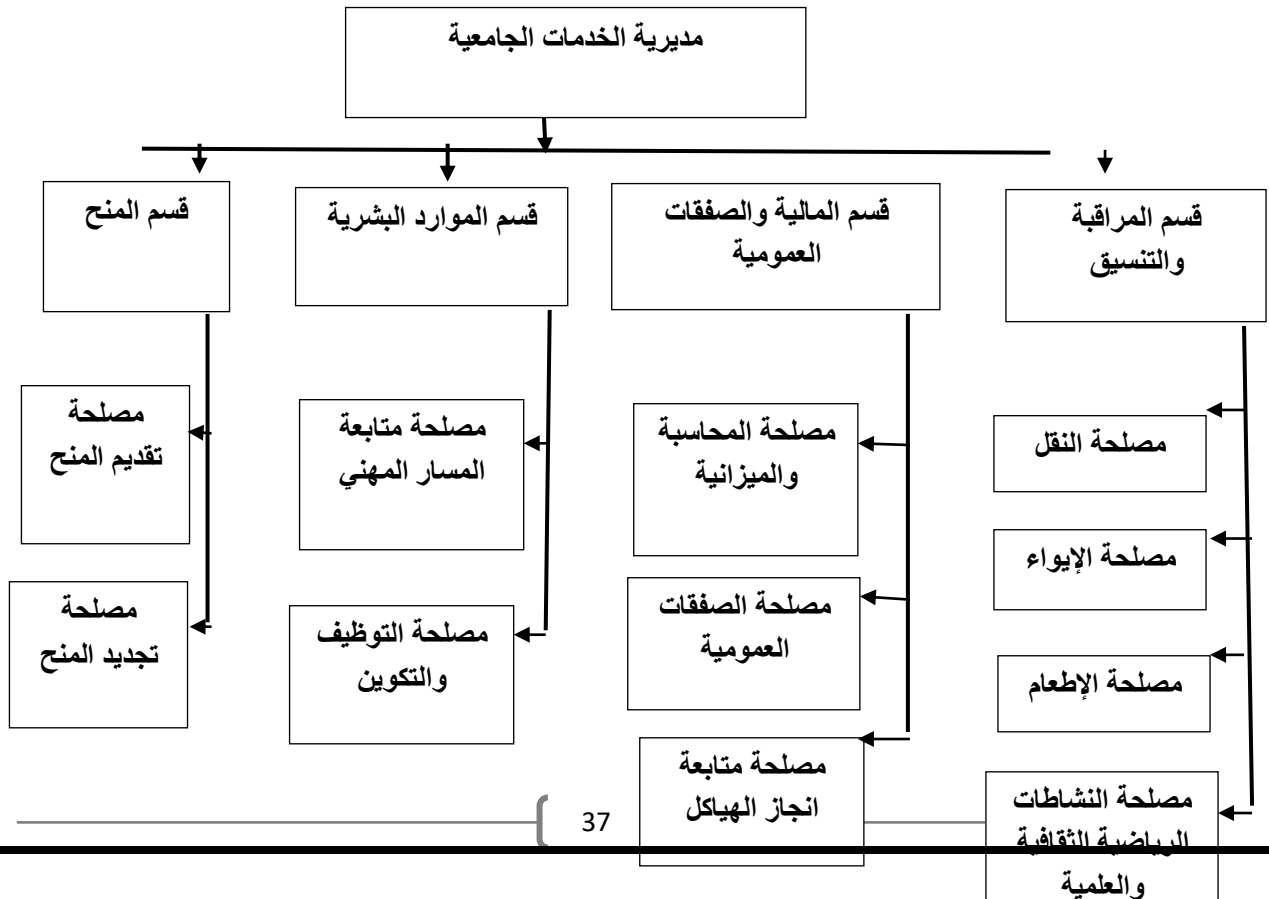 مديرية الخدمات الجامعية
قسم المراقبة
والتنسيق
قسم المالية والصفقات
العمومية
قسم الموارد البشرية
قسم المنح
مصلحة النقل
مصلحة الإيواء
مصلحة الإطعام
مصلحة النشاطات
الرياضية الثقافية
والعلمية
مصلحة المحاسبة
والميزانية
مصلحة الصفقات
العمومية
مصلحة متابعة
انجاز الهياكل
مصلحة متابعة
المسار المهني
مصلحة التوظيف
والتكوين
مصلحة
تقديم المنح
مصلحة
تجديد المنح
37